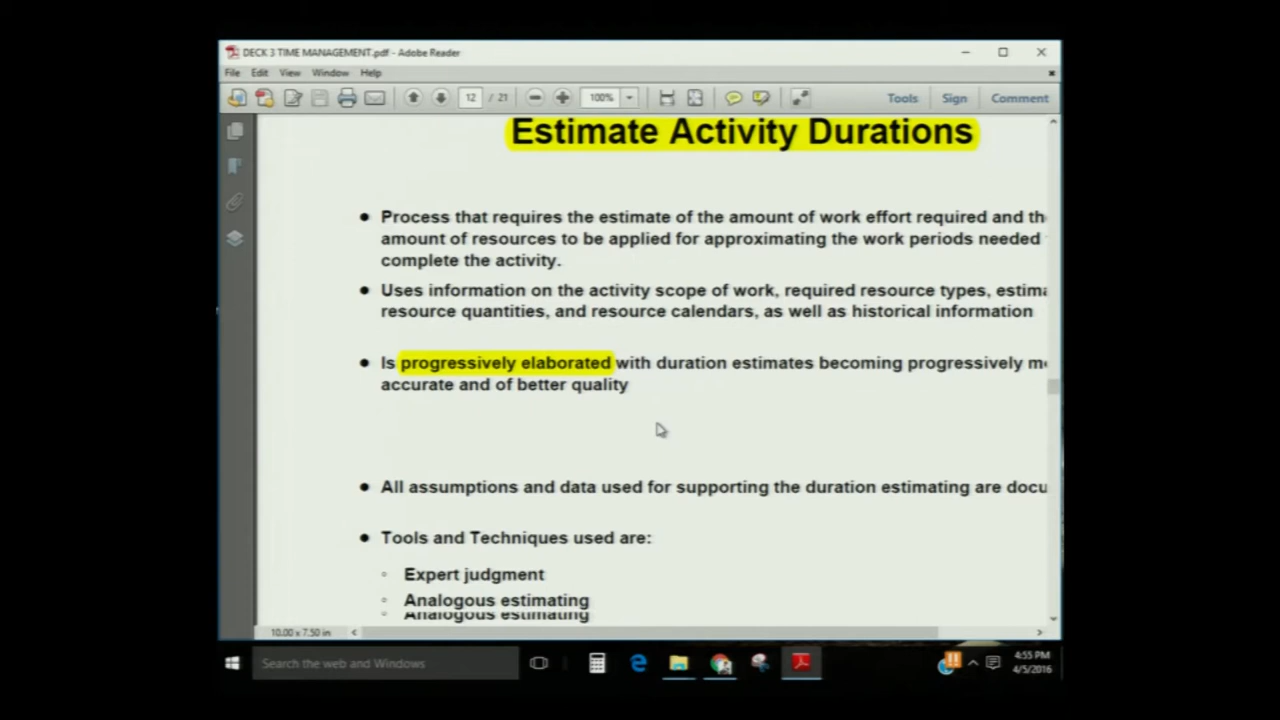 DECK 3 TIME MANAGEMENT.pdf - Adobe Reader
File Edit View Window Help
12 / 21 100% Tools Sign Comment
Estimate Activity Durations
● Process that requires the estimate of the amount of work effort required and th
amount of resources to be applied for approximating the work periods needed
complete the activity.
● Uses information on the activity scope of work, required resource types, estima
resource quantities, and resource calendars, as well as historical information
● Is progressively elaborated with duration estimates becoming progressively m
accurate and of better quality
● All assumptions and data used for supporting the duration estimating are docu
● Tools and Techniques used are:
◦ Expert judgment
◦ Analogous estimating
◦ Analogous estimating
10.00 x 7.50 in
Search the web and Windows
4:55 PM
4/5/2016